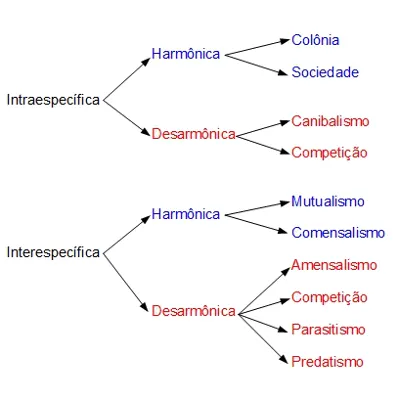 Intraespecífica
Harmônica
Colônia
Sociedade
Desarmônica
Canibalismo
Competição
Interespecífica
Harmônica
Mutualismo
Comensalismo
Desarmônica
Amensalismo
Competição
Parasitismo
Predatismo